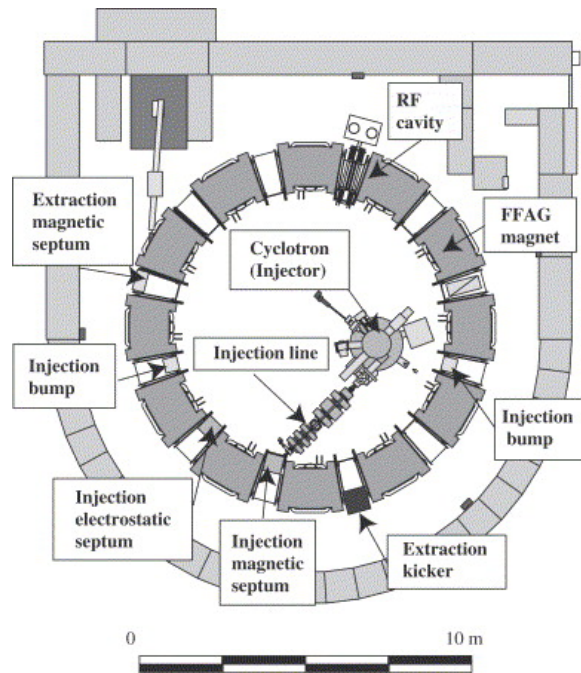 RF
cavity
Extraction
magnetic
septum
FFAG
magnet
Cyclotron
(Injector)
Injection line
Injection
bump
Injection
bump
Injection
electrostatic
septum
Injection
magnetic
septum
Extraction
kicker
0
10 m